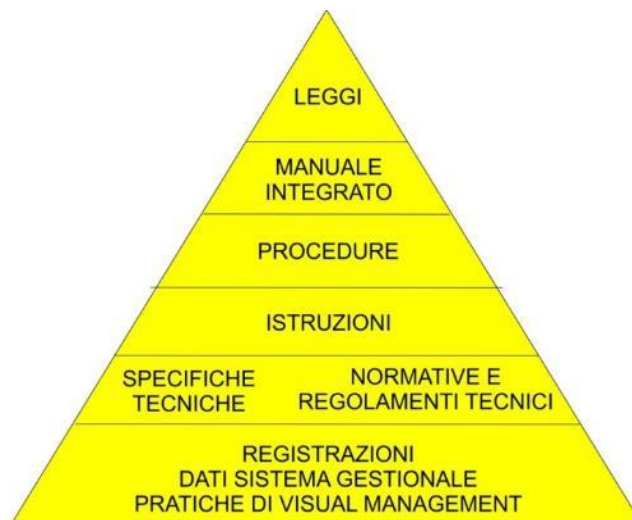 LEGGI
MANUALE
INTEGRATO
PROCEDURE
ISTRUZIONI
SPECIFICHE
TECNICHE
NORMATIVE E
REGOLAMENTI TECNICI
REGISTRAZIONI
DATI SISTEMA GESTIONALE
PRATICHE DI VISUAL MANAGEMENT